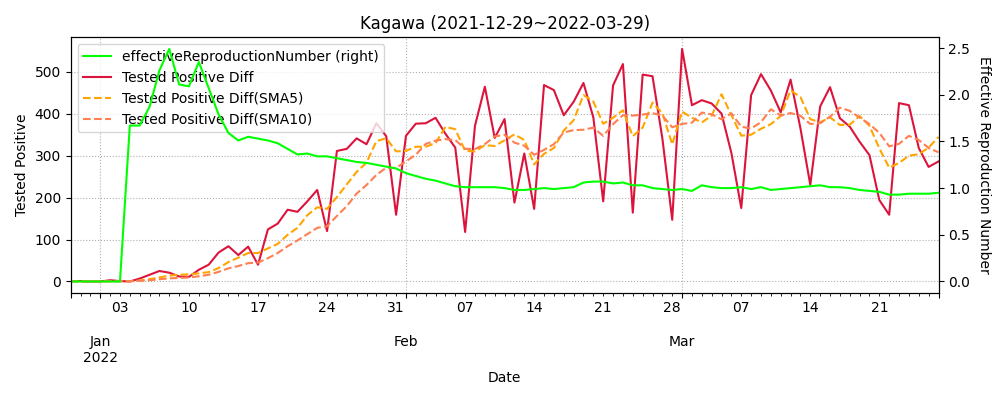 Kagawa (2021-12-29~2022-03-29)
effectiveReproductionNumber (right)
Tested Positive Diff
Tested Positive Diff(SMA5)
Tested Positive Diff(SMA10)
Tested Positive
500
400
300
200
100
0
2.5
2.0
1.5
1.0
0.5
0.0
Effective Reproduction Number
03 10 17 24 31 07 14 21 28 07 14 21
Jan Feb Mar
2022
Date